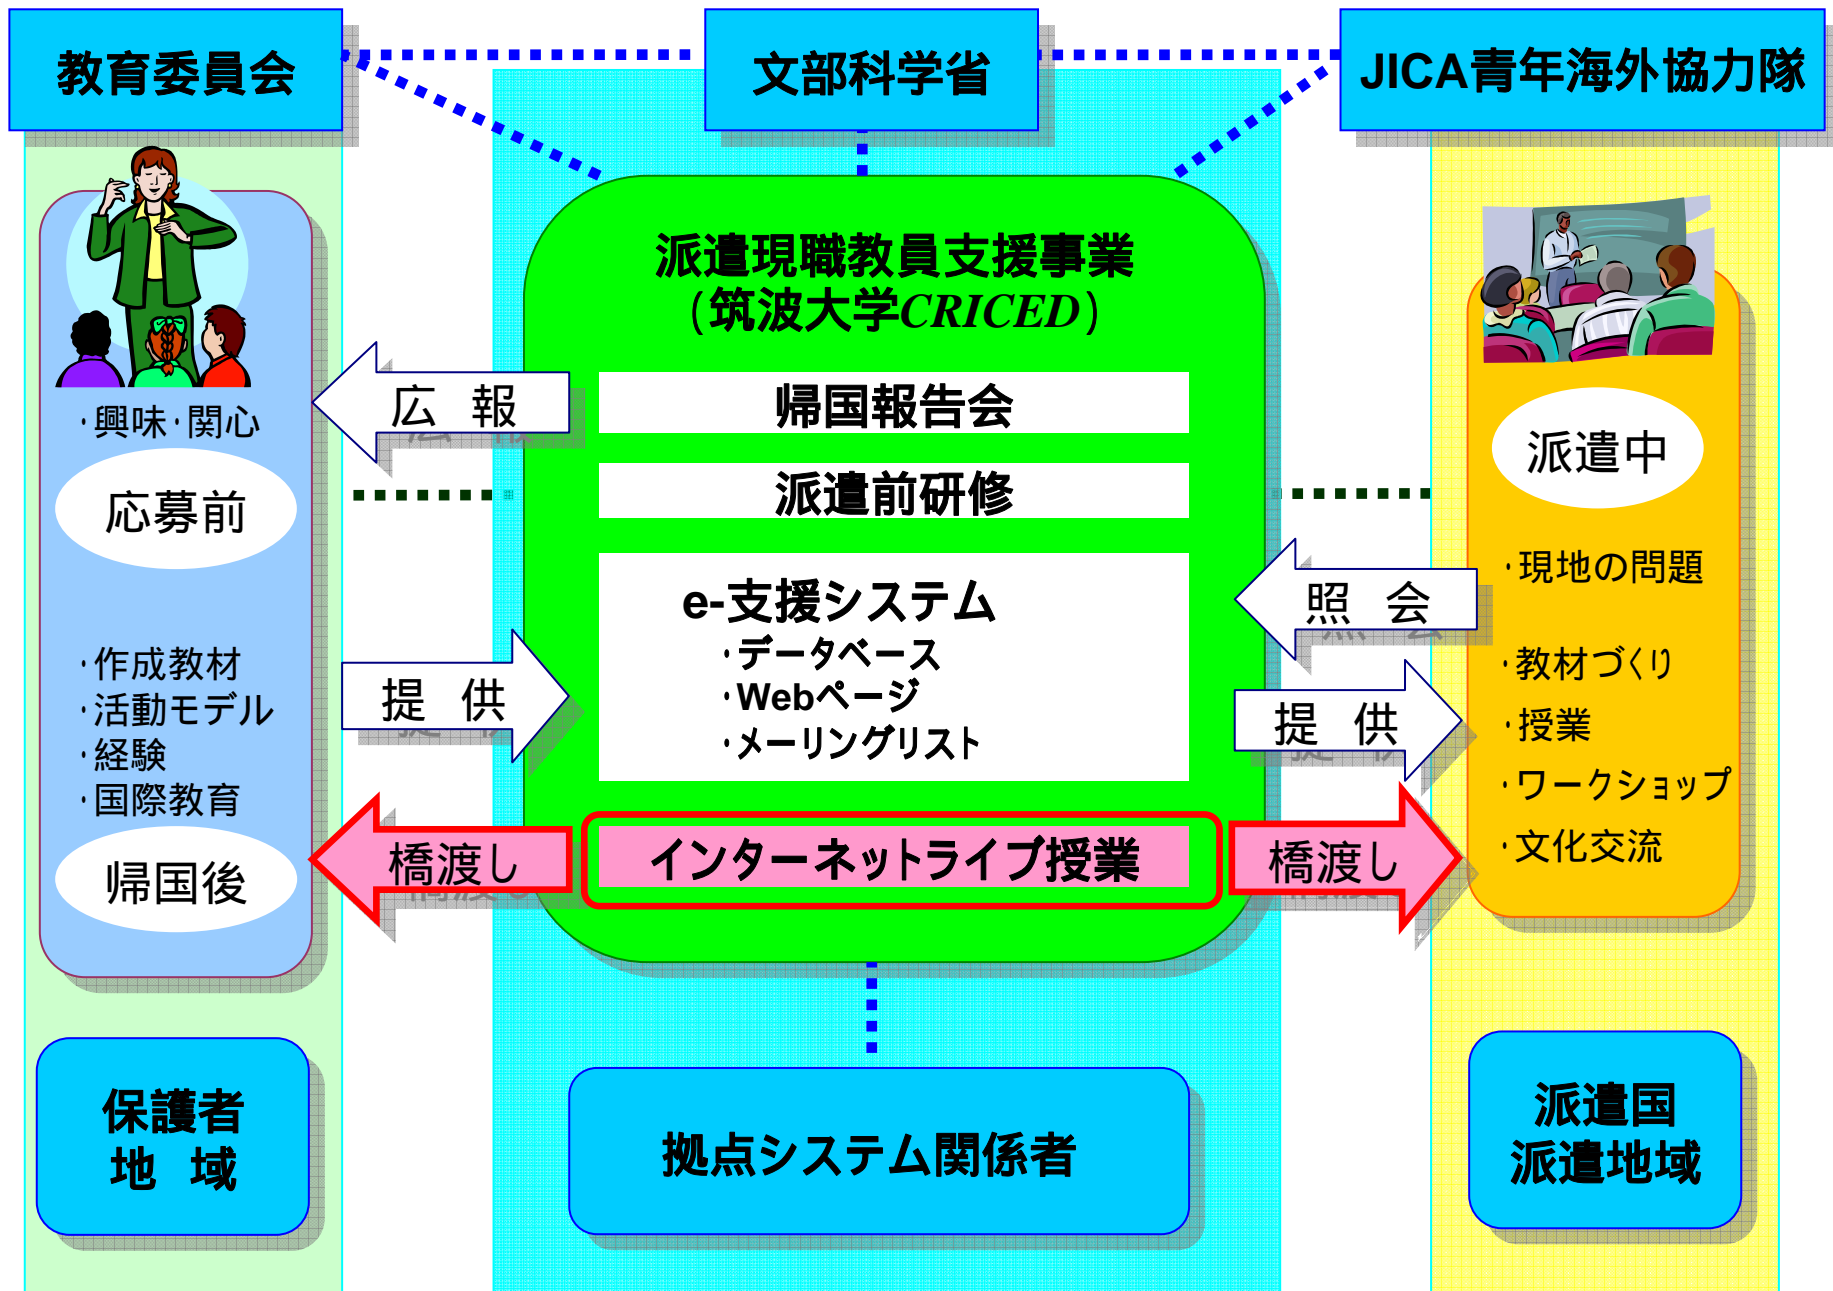 教育委員会
文部科学省
JICA青年海外協力隊
派遣現職教員支援事業
(筑波大学CRICED)
広 報
帰国報告会
・興味・関心
派遣前研修
派遣中
応募前
・現地の問題
照 会
e-支援システム
・データベース
・Webページ
・メーリングリスト
・作成教材
・活動モデル
・経験
・国際教育
提 供
提 供
・教材づくり
・授業
・ワークショップ
・文化交流
橋渡し
インターネットライブ授業
橋渡し
帰国後
保護者
地 域
拠点システム関係者
派遣国
派遣地域